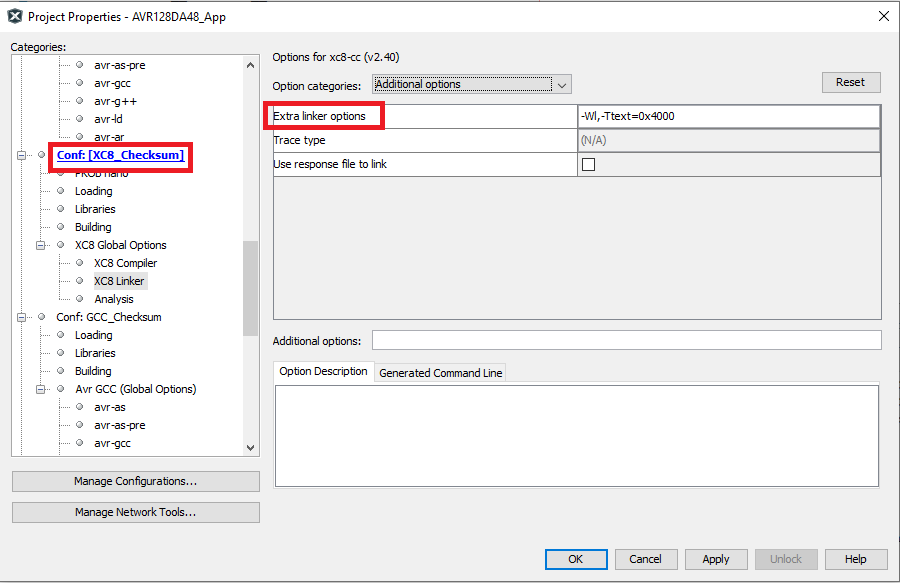 Project Properties - AVR128DA48_App
Categories:
avr-as-pre
avr-gcc
avr-g++
avr-ld
avr-ar
Conf: [XC8_Checksum]
PKOB nano
Loading
Libraries
Building
XC8 Global Options
XC8 Compiler
XC8 Linker
Analysis
Conf: GCC_Checksum
Loading
Libraries
Building
Avr GCC (Global Options)
avr-as
avr-as-pre
avr-gcc
Manage Configurations...
Manage Network Tools...
Options for xc8-cc (v2.40)
Option categories: Additional options
Reset
Extra linker options -Wl,-Ttext=0x4000
Trace type (N/A)
Use response file to link
Additional options:
Option Description Generated Command Line
OK Cancel Apply Unlock Help